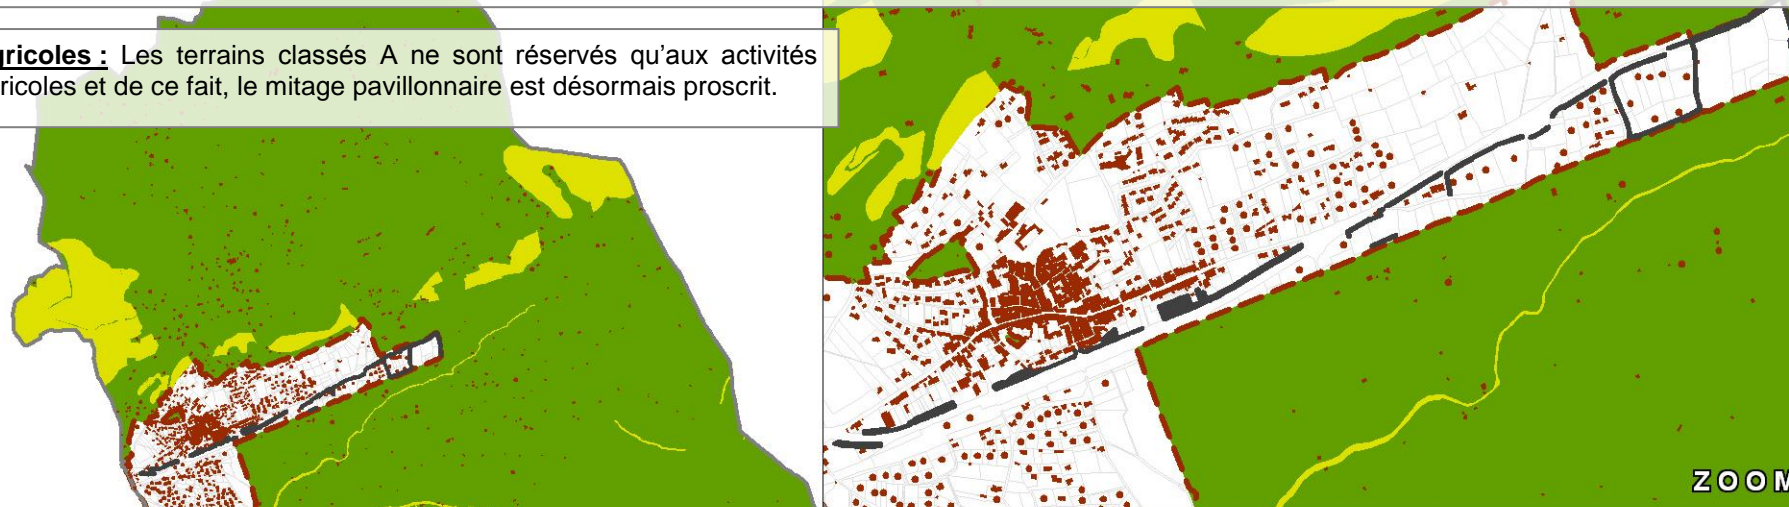 gricoles : Les terrains classés A ne sont réservés qu'aux activités
ricoles et de ce fait, le mitage pavillonnaire est désormais proscrit.
ZOOM